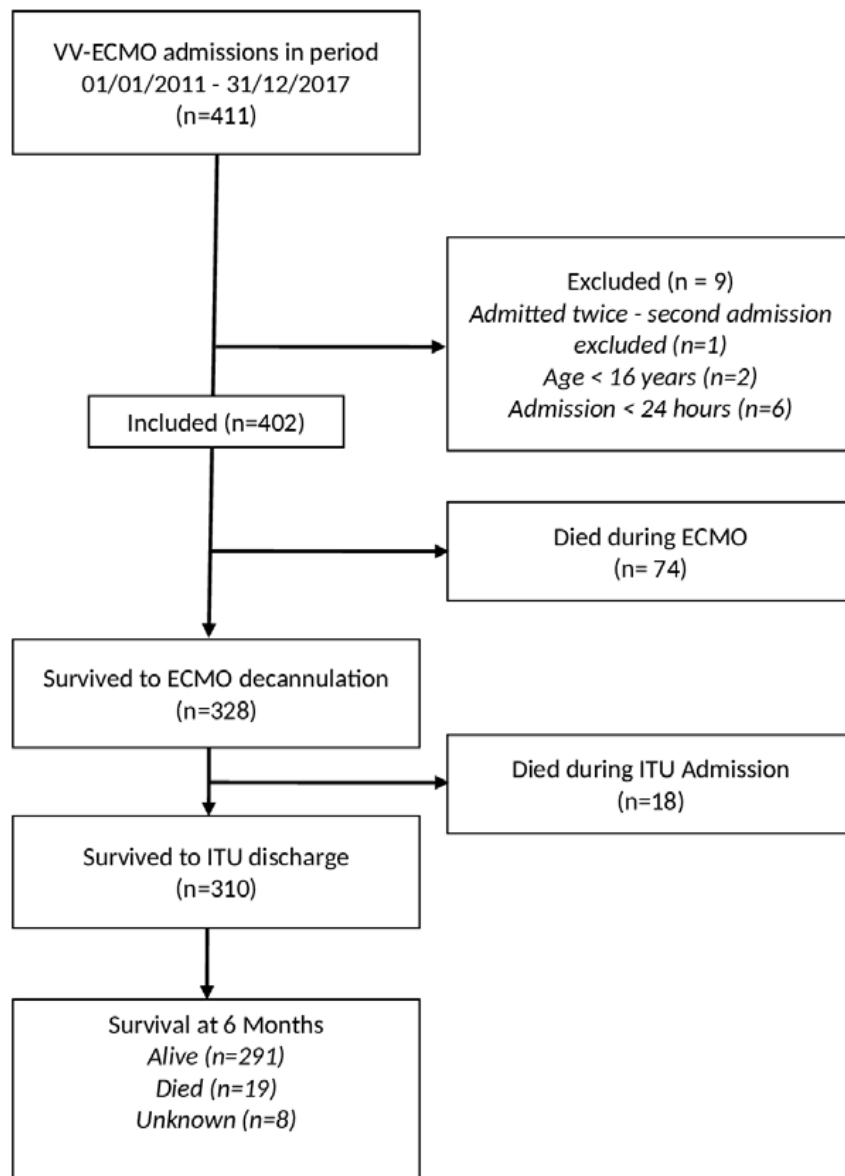 VV-ECMO admissions in period
01/01/2011 - 31/12/2017
(n=411)
Excluded (n = 9)
Admitted twice - second admission
excluded (n=1)
Age < 16 years (n=2)
Admission < 24 hours (n=6)
Included (n=402)
Died during ECMO
(n= 74)
Survived to ECMO decannulation
(n=328)
Died during ITU Admission
(n=18)
Survived to ITU discharge
(n=310)
Survival at 6 Months
Alive (n=291)
Died (n=19)
Unknown (n=8)